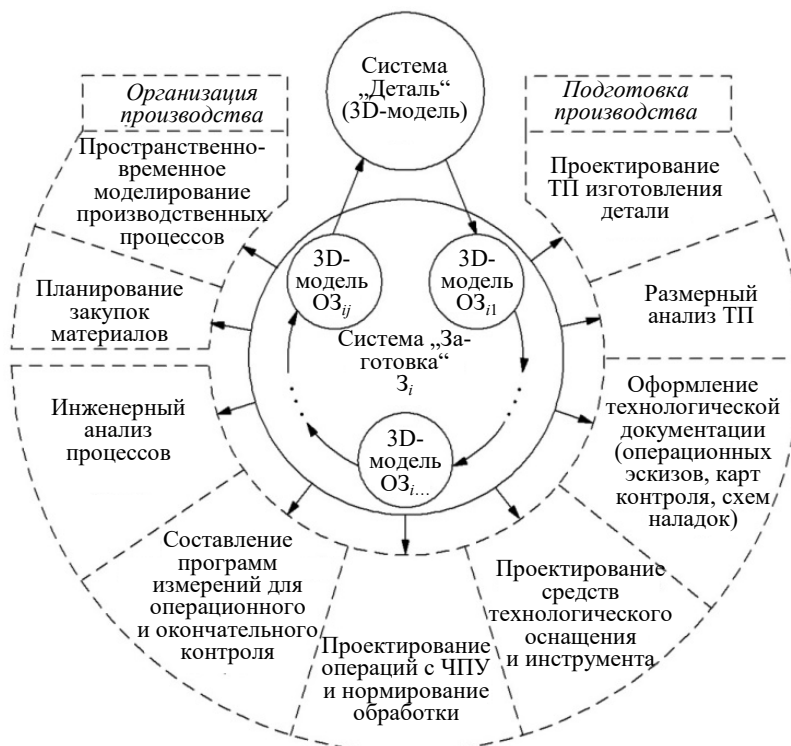 Система
„Деталь“
(3D-модель)
Организация
производства
Подготовка
производства
Пространственно-
временное
моделирование
производственных
процессов
Проектирование
ТП изготовления
детали
3D-
модель
ОЗij
3D-
модель
ОЗi1
Планирование
закупок
материалов
Размерный
анализ ТП
Система „За-
готовка“
Зi
Инженерный
анализ
процессов
Оформление
технологической
документации
(операционных
эскизов, карт
контроля, схем
наладок)
3D-
модель
ОЗi...
Составление
программ
измерений для
операционного
и окончательного
контроля
Проектирование
средств
технологического
оснащения
и инструмента
Проектирование
операций с ЧПУ
и нормирование
обработки